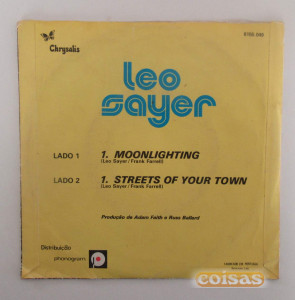 Chrysalis
leo
sayer
LADO 1 1. MOONLIGHTING
(Leo Sayer/Frank Farrell)
LADO 2 1. STREETS OF YOUR TOWN
(Leo Sayer/Frank Farrell)
Produção de Adam Faith e Russ Ballard
Distribuição
phonogram
coisas